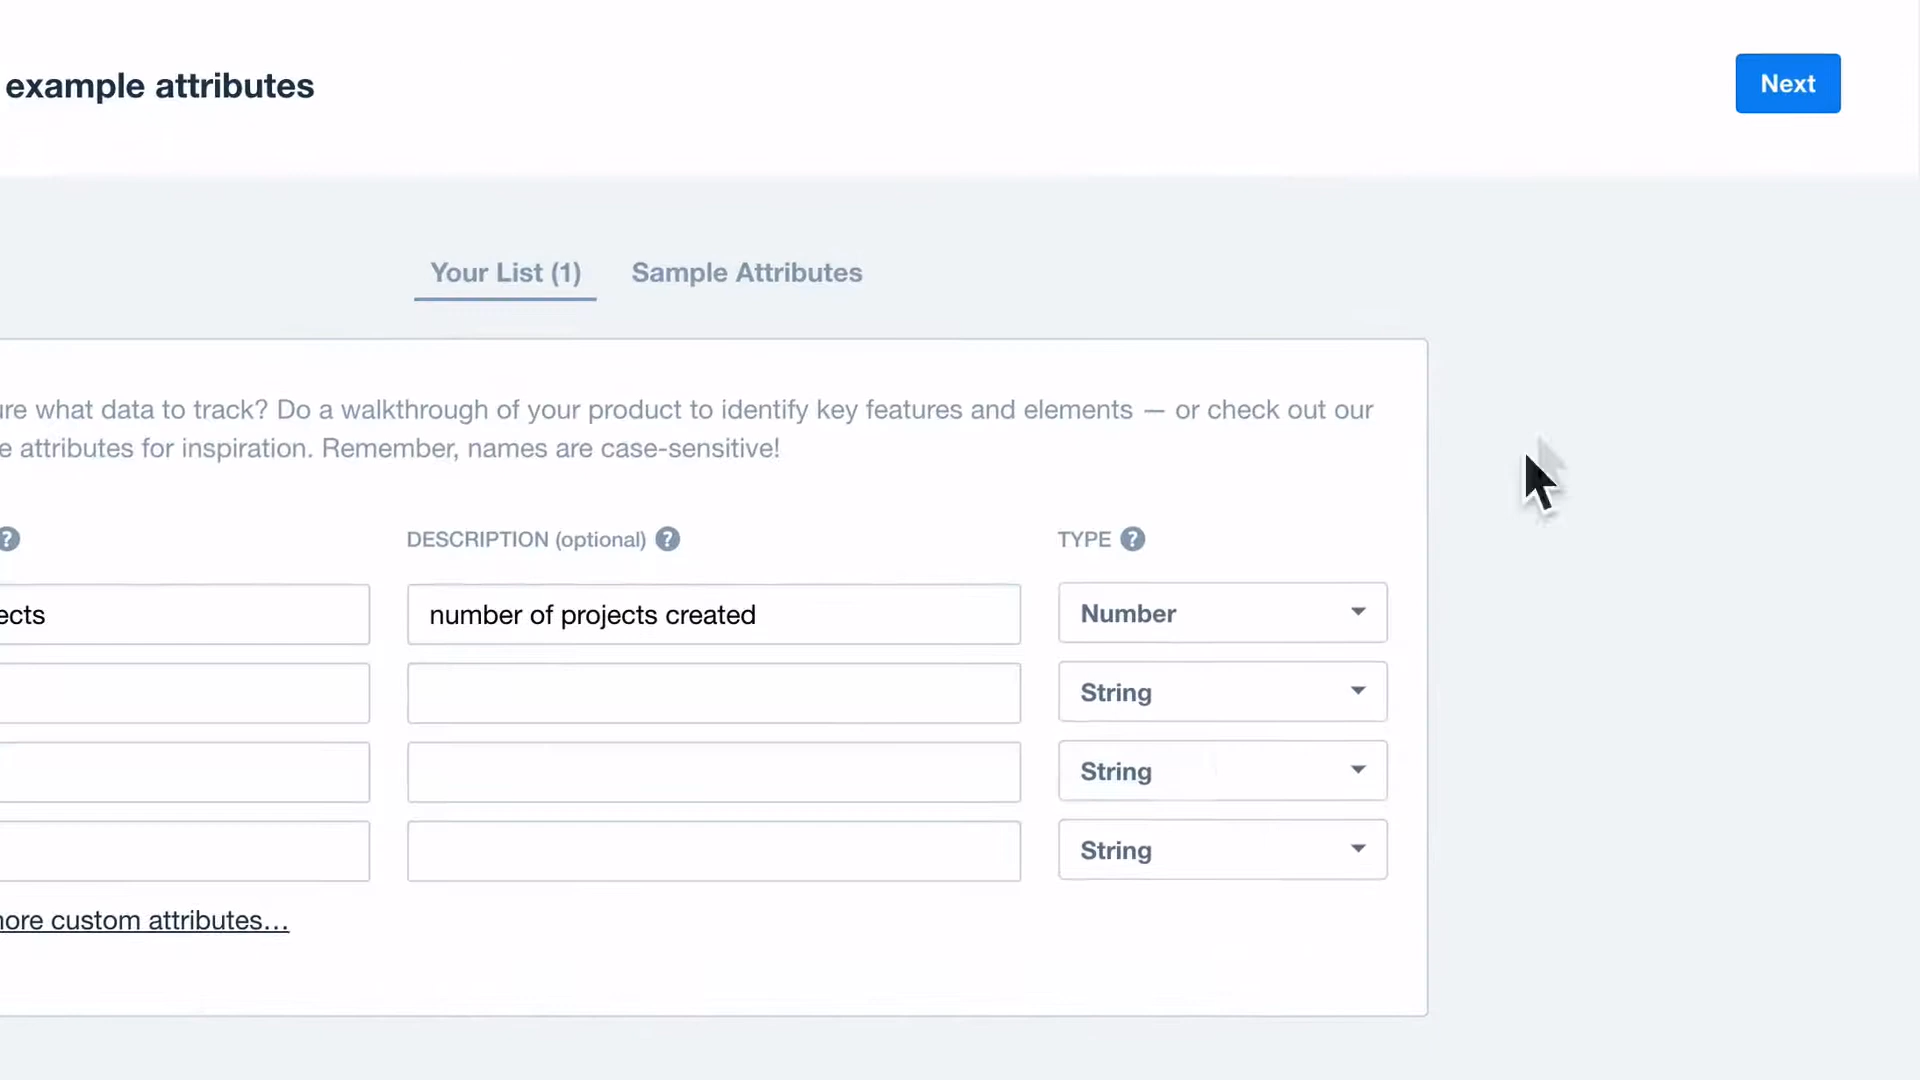 example attributes
Next
Your List (1)
Sample Attributes
what data to track? Do a walkthrough of your product to identify key features and elements — or check out our
attributes for inspiration. Remember, names are case-sensitive!
?
DESCRIPTION (optional) ?
TYPE ?
ects
number of projects created
Number
String
String
String
ore custom attributes…